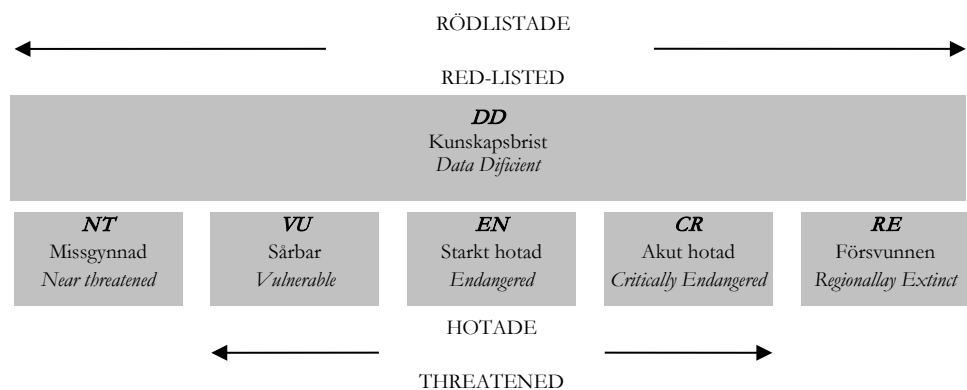 RÖDLISTADE
RED-LISTED
DD
Kunskapsbrist
Data Dificient
NT
Missgynnad
Near threatened
VU
Sårbar
Vulnerable
EN
Starkt hotad
Endangered
CR
Akut hotad
Critically Endangered
RE
Försvunnen
Regionallay Extinct
HOTADE
THREATENED